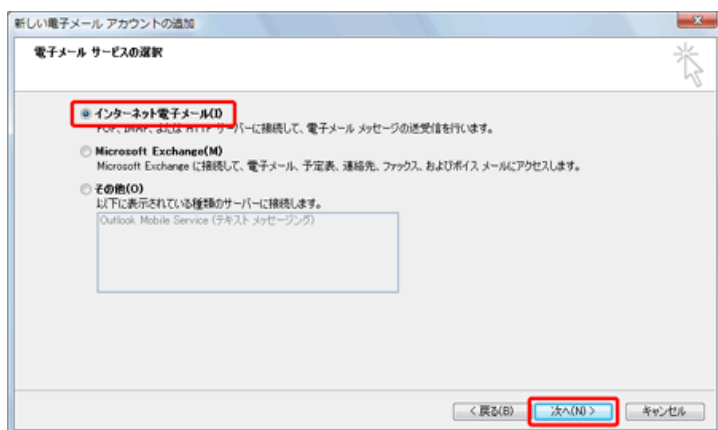 新しい電子メール アカウントの追加
電子メール サービスの選択
インターネット電子メール(I)
POP、IMAP、または HTTP サーバーに接続して、電子メール メッセージの送受信を行います。
Microsoft Exchange(M)
Microsoft Exchange に接続して、電子メール、予定表、連絡先、ファックス、およびボイス メールにアクセスします。
その他(O)
以下に表示されている種類のサーバーに接続します。
Outlook Mobile Service (テキスト メッセージング)
< 戻る(B)
次へ(N) >
キャンセル